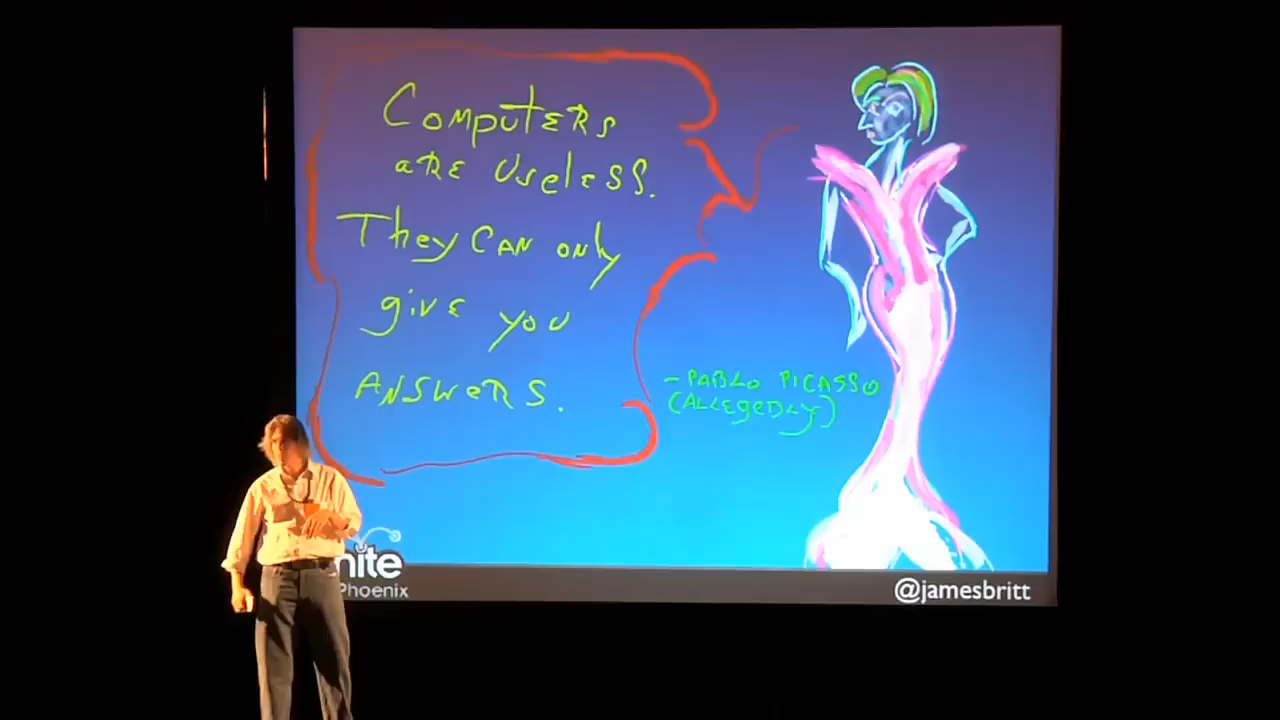 Computers
are useless.
They can only
give you
answers.
- PABLO PICASSO
(ALLEGEDLY)
nite
Phoenix
@jamesbritt